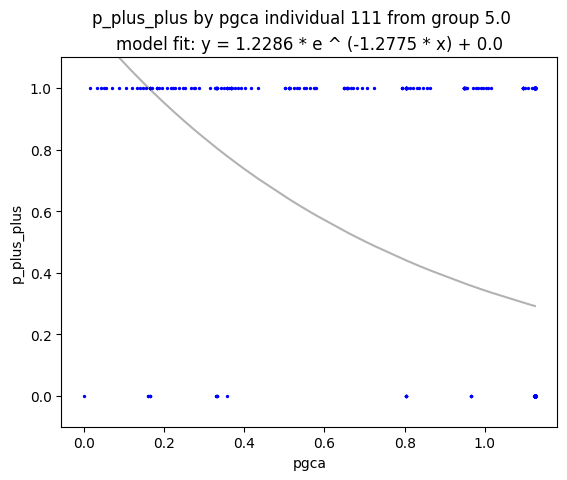 p_plus_plus by pgca individual 111 from group 5.0
model fit: y = 1.2286 * e ^ (-1.2775 * x) + 0.0
1.0
0.8
0.6
0.4
0.2
0.0
p_plus_plus
0.0 0.2 0.4 0.6 0.8 1.0
pgca